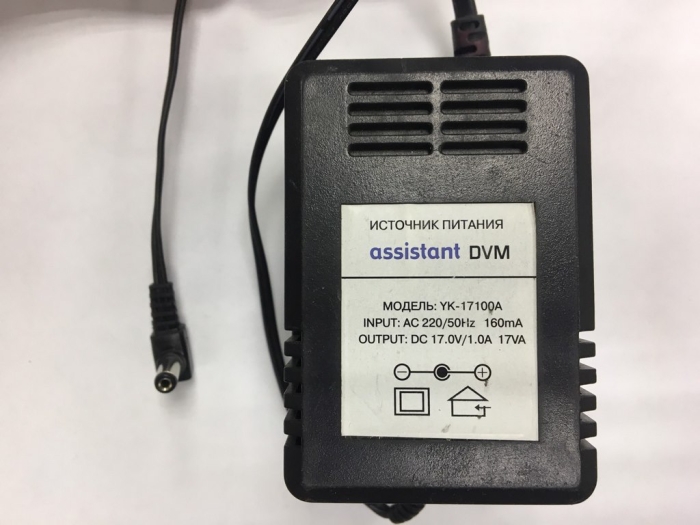 ИСТОЧНИК ПИТАНИЯ
assistant DVM
МОДЕЛЬ: YK-17100A
INPUT: AC 220/50Hz 160mA
OUTPUT: DC 17.0V/1.0A 17VA